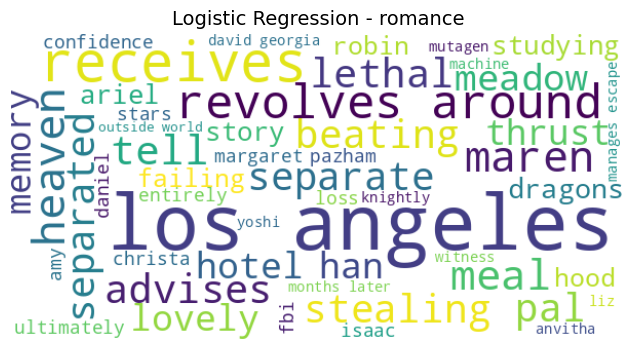 Logistic Regression - romance
confidence
david georgia
robin
mutagen
studying
receives
lethal
machine
meadow
memory
heaven
ariel
stars
revolves around
outside world
story
beating
thrust
manages escape
separated
tell
margaret
pazham
maren
daniel
failing
separate
dragons
entirely
loss
knightly
los angeles
yoshi
amy
christa
hotel
han
witness
meal
hood
advises
months later
stealing
pal
liz
lovely
fbi
ultimately
isaac
anvitha